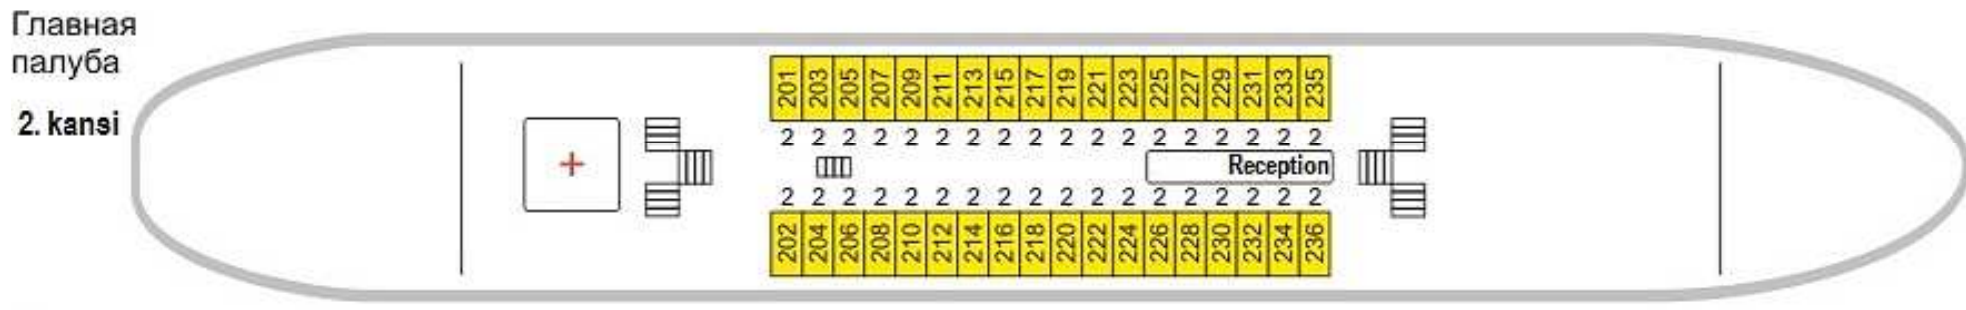 Главная
палуба
2. kansi
201 203 205 207 209 211 213 215 217 219 221 223 225 227 229 231 233 235
2 2 2 2 2 2 2 2 2 2 2 2 2 2 2 2 2 2
Reception
2 2 2 2 2 2 2 2 2 2 2 2 2 2 2 2 2 2
202 204 206 208 210 212 214 216 218 220 222 224 226 228 230 232 234 236